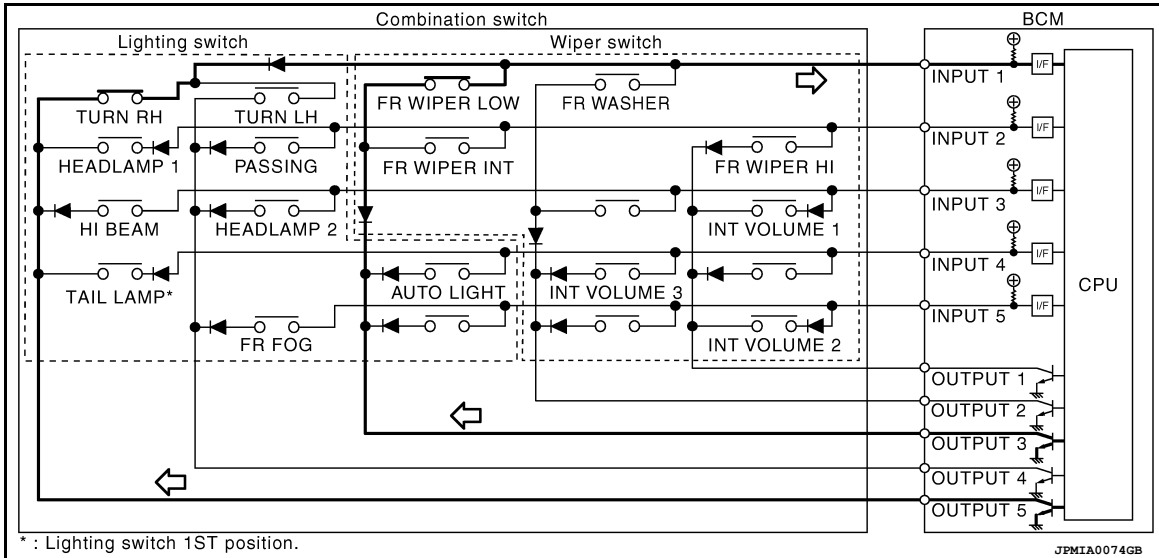 Combination switch
BCM
Lighting switch
Wiper switch
INPUT 1
I/F
TURN RH
TURN LH
FR WIPER LOW
FR WASHER
INPUT 2
I/F
HEADLAMP 1
PASSING
FR WIPER INT
FR WIPER HI
INPUT 3
I/F
HI BEAM
HEADLAMP 2
INT VOLUME 1
INPUT 4
I/F
TAIL LAMP*
AUTO LIGHT
INT VOLUME 3
CPU
INPUT 5
I/F
FR FOG
INT VOLUME 2
OUTPUT 1
OUTPUT 2
OUTPUT 3
OUTPUT 4
OUTPUT 5
* : Lighting switch 1ST position.
JPMIA0074GB